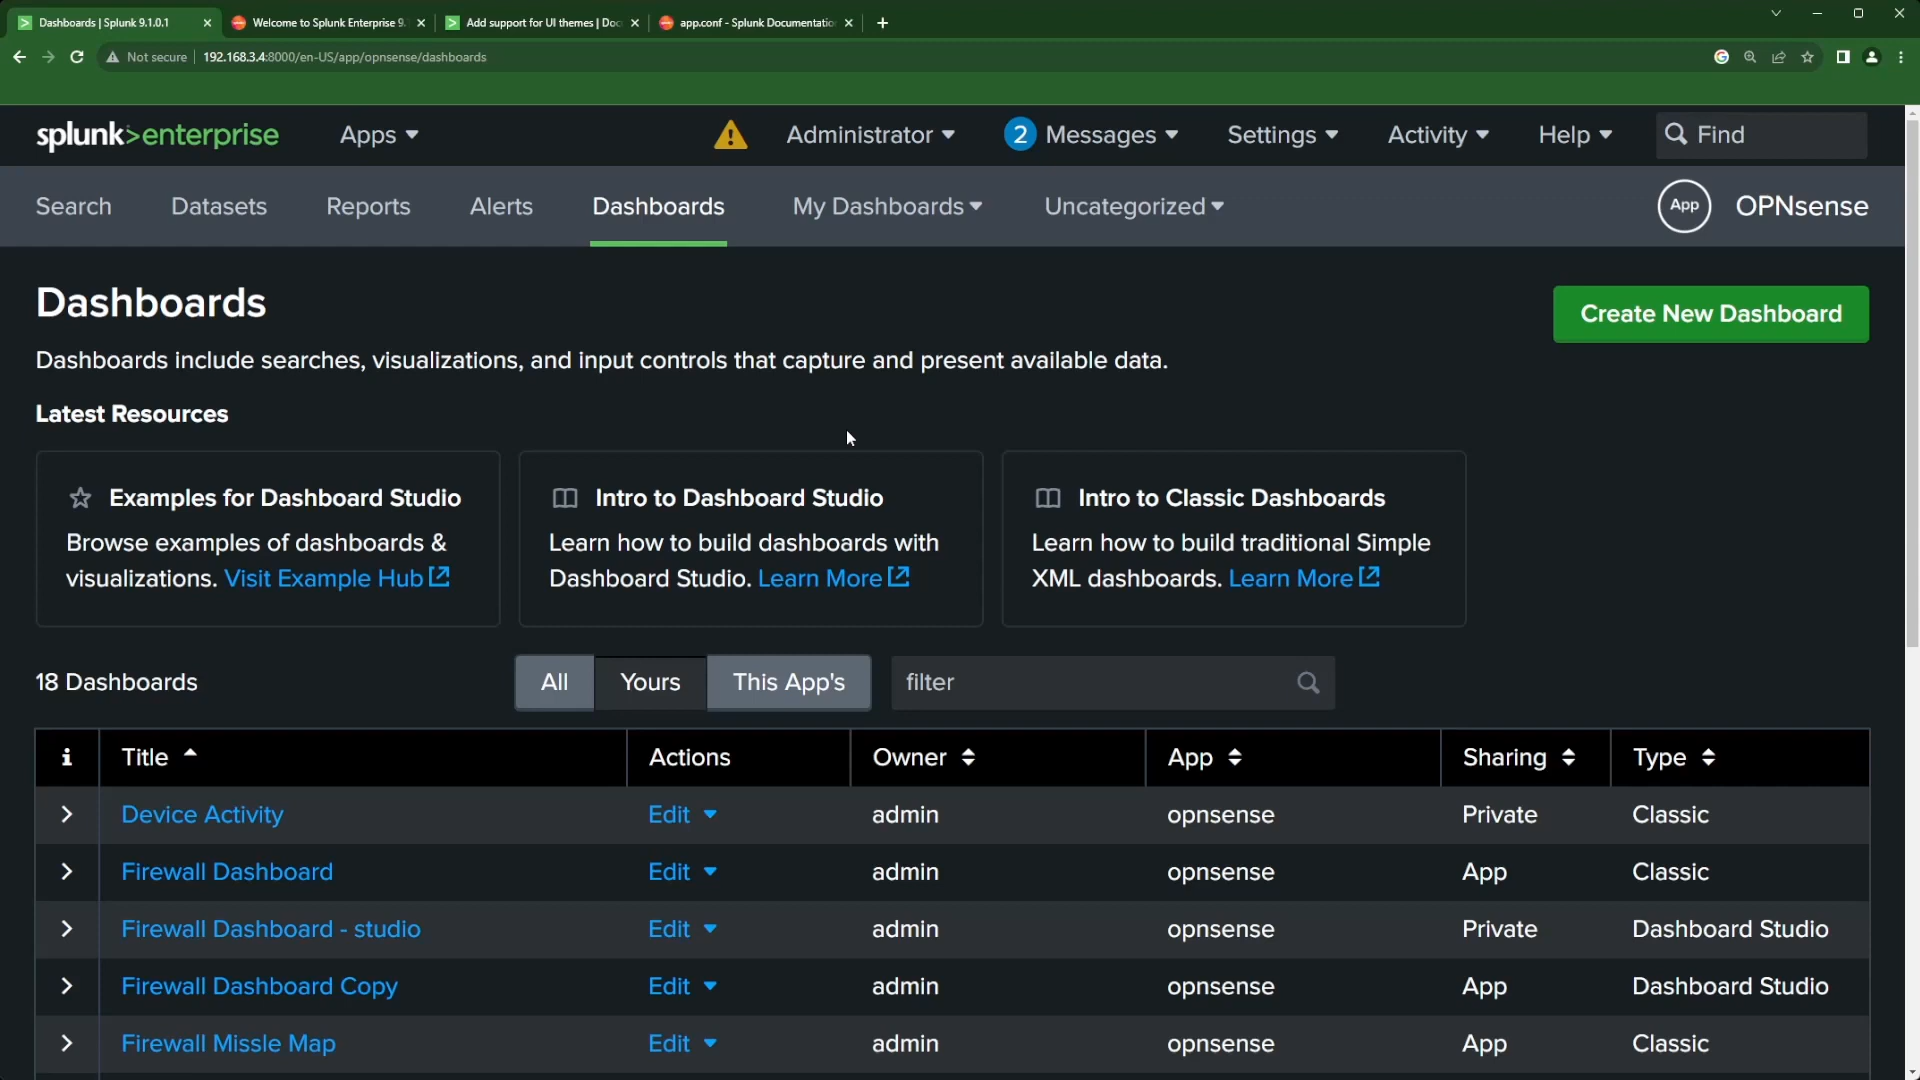 Dashboards | Splunk 9.1.0.1
Welcome to Splunk Enterprise 9.
Add support for UI themes | Doc
app.conf - Splunk Documentatio
Not secure
192.168.3.4:8000/en-US/app/opnsense/dashboards
splunk>enterprise
Apps
Administrator
2 Messages
Settings
Activity
Help
Find
Search
Datasets
Reports
Alerts
Dashboards
My Dashboards
Uncategorized
App
OPNsense
Dashboards
Create New Dashboard
Dashboards include searches, visualizations, and input controls that capture and present available data.
Latest Resources
Examples for Dashboard Studio
Browse examples of dashboards &
visualizations. Visit Example Hub
Intro to Dashboard Studio
Learn how to build dashboards with
Dashboard Studio. Learn More
Intro to Classic Dashboards
Learn how to build traditional Simple
XML dashboards. Learn More
18 Dashboards
All
Yours
This App's
filter
i Title Actions Owner App Sharing Type
Device Activity Edit admin opnsense Private Classic
Firewall Dashboard Edit admin opnsense App Classic
Firewall Dashboard - studio Edit admin opnsense Private Dashboard Studio
Firewall Dashboard Copy Edit admin opnsense App Dashboard Studio
Firewall Missle Map Edit admin opnsense App Classic